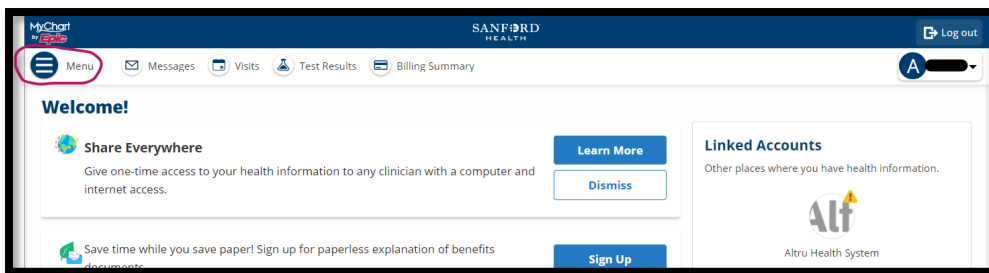 MyChart
by Epic
SANFORD
HEALTH
Log out
Menu
Messages
Visits
Test Results
Billing Summary
A
Welcome!
Share Everywhere
Give one-time access to your health information to any clinician with a computer and
internet access.
Learn More
Dismiss
Save time while you save paper! Sign up for paperless explanation of benefits
documents
Sign Up
Linked Accounts
Other places where you have health information.
Alt
Altru Health System